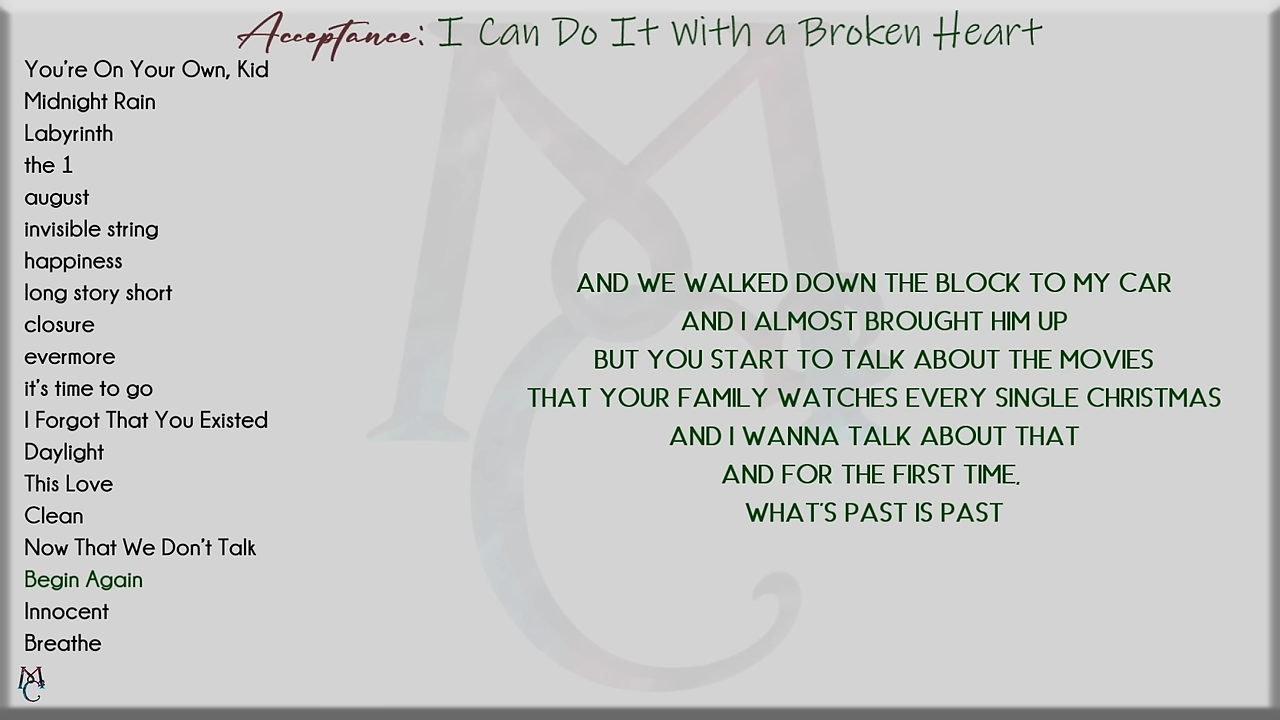 Acceptance: I Can Do It With a Broken Heart
You're On Your Own, Kid
Midnight Rain
Labyrinth
the 1
august
invisible string
happiness
long story short
closure
evermore
it's time to go
I Forgot That You Existed
Daylight
This Love
Clean
Now That We Don't Talk
Begin Again
Innocent
Breathe
AND WE WALKED DOWN THE BLOCK TO MY CAR
AND I ALMOST BROUGHT HIM UP
BUT YOU START TO TALK ABOUT THE MOVIES
THAT YOUR FAMILY WATCHES EVERY SINGLE CHRISTMAS
AND I WANNA TALK ABOUT THAT
AND FOR THE FIRST TIME,
WHAT'S PAST IS PAST